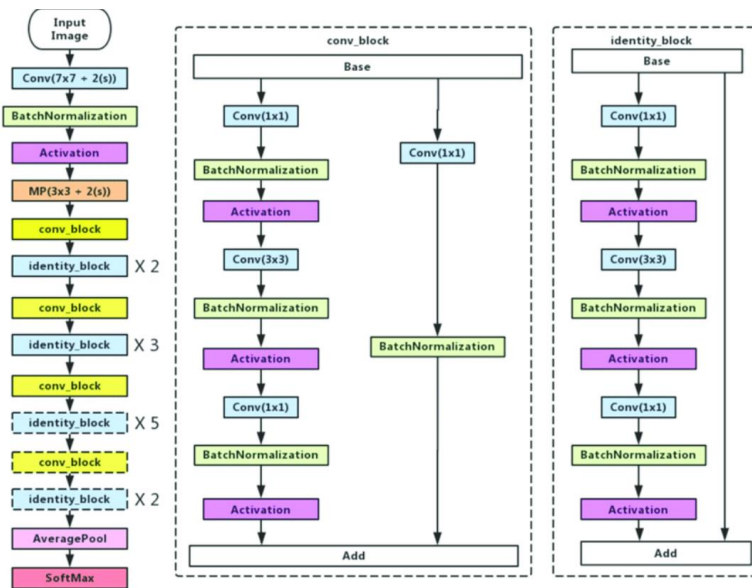 Input
Image
Conv(7x7 + 2(s))
BatchNormalization
Activation
MP(3x3 + 2(s))
conv_block
identity_block X 2
conv_block
identity_block X 3
conv_block
identity_block X 5
conv_block
identity_block X 2
AveragePool
SoftMax
conv_block
Base
Conv(1x1)
BatchNormalization
Activation
Conv(3x3)
BatchNormalization
Activation
Conv(1x1)
BatchNormalization
Activation
Conv(1x1)
BatchNormalization
Add
identity_block
Base
Conv(1x1)
BatchNormalization
Activation
Conv(3x3)
BatchNormalization
Activation
Conv(1x1)
BatchNormalization
Activation
Add